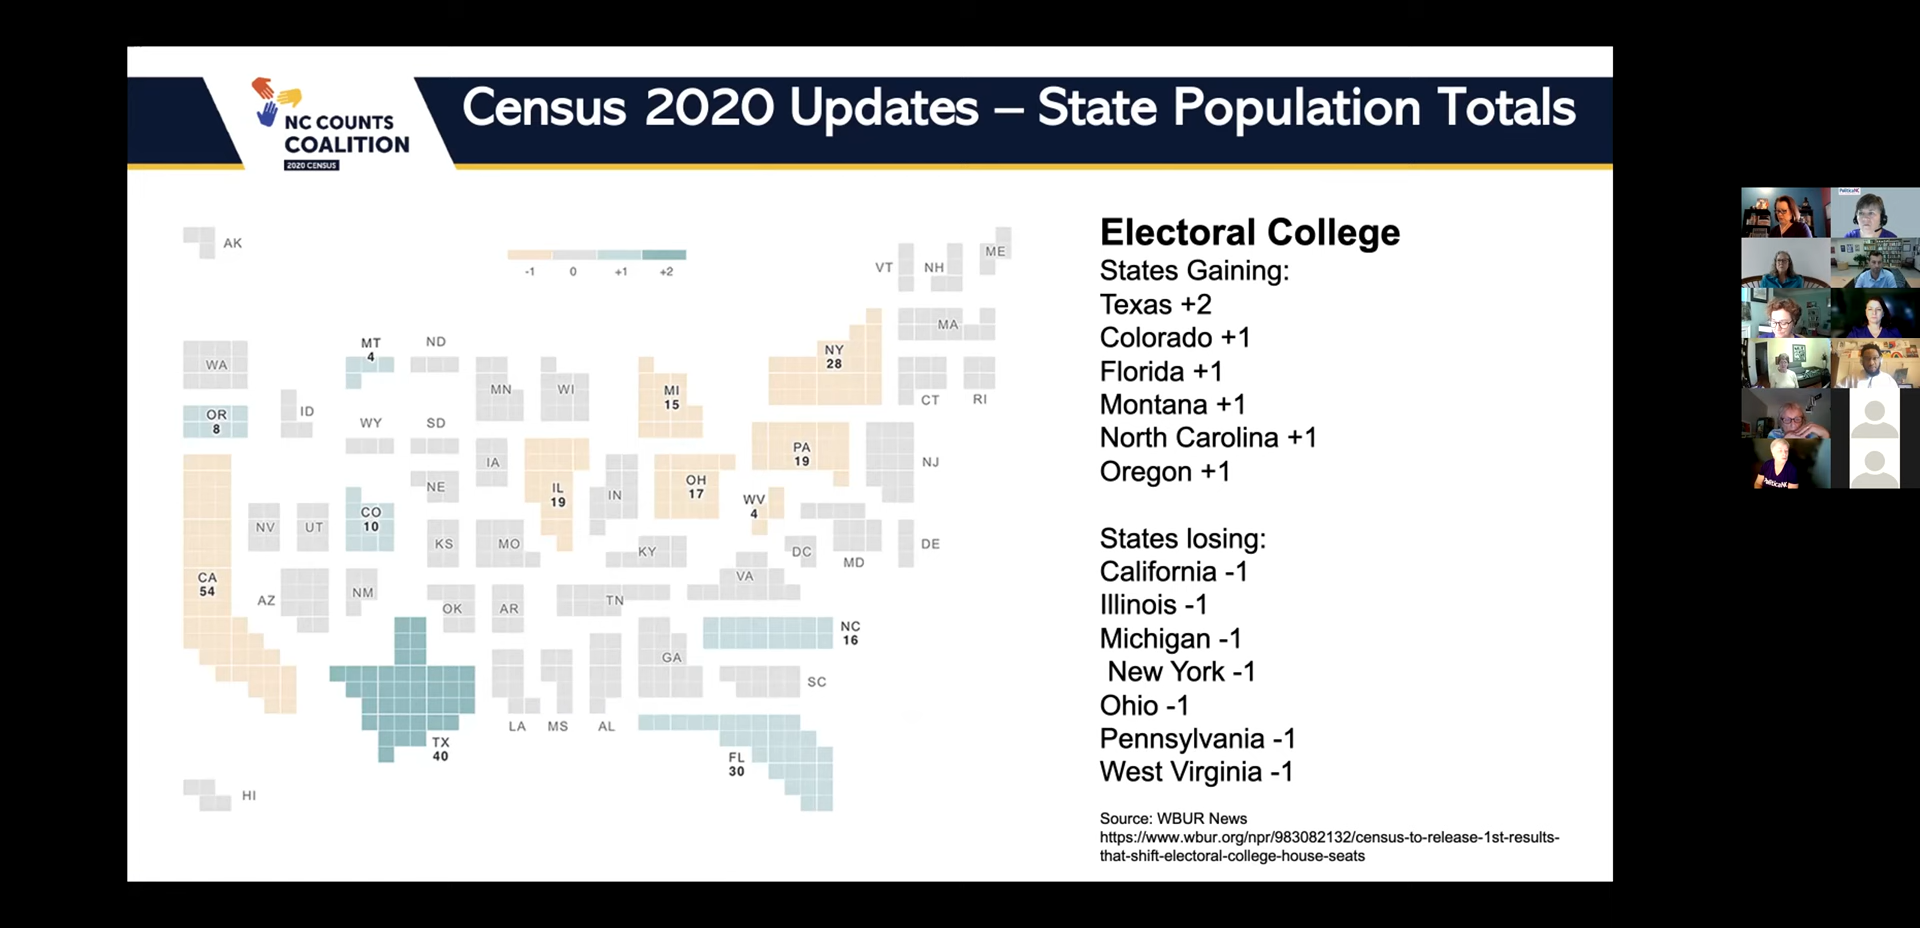 NC COUNTS
COALITION
2020 CENSUS
Census 2020 Updates – State Population Totals
AK
-1 0 +1 +2
VT
NH
ME
MA
WA
MT
4
ND
MN
WI
MI
15
NY
28
CT
RI
OR
8
ID
WY
SD
IA
NE
IL
19
IN
OH
17
PA
19
WV
4
NJ
NV
UT
CO
10
KS
MO
KY
DC
MD
DE
VA
CA
54
AZ
NM
OK
AR
TN
NC
16
GA
SC
LA
MS
AL
TX
40
FL
30
HI
Electoral College
States Gaining:
Texas +2
Colorado +1
Florida +1
Montana +1
North Carolina +1
Oregon +1
States losing:
California -1
Illinois -1
Michigan -1
New York -1
Ohio -1
Pennsylvania -1
West Virginia -1
Source: WBUR News
https://www.wbur.org/npr/983082132/census-to-release-1st-results-
that-shift-electoral-college-house-seats